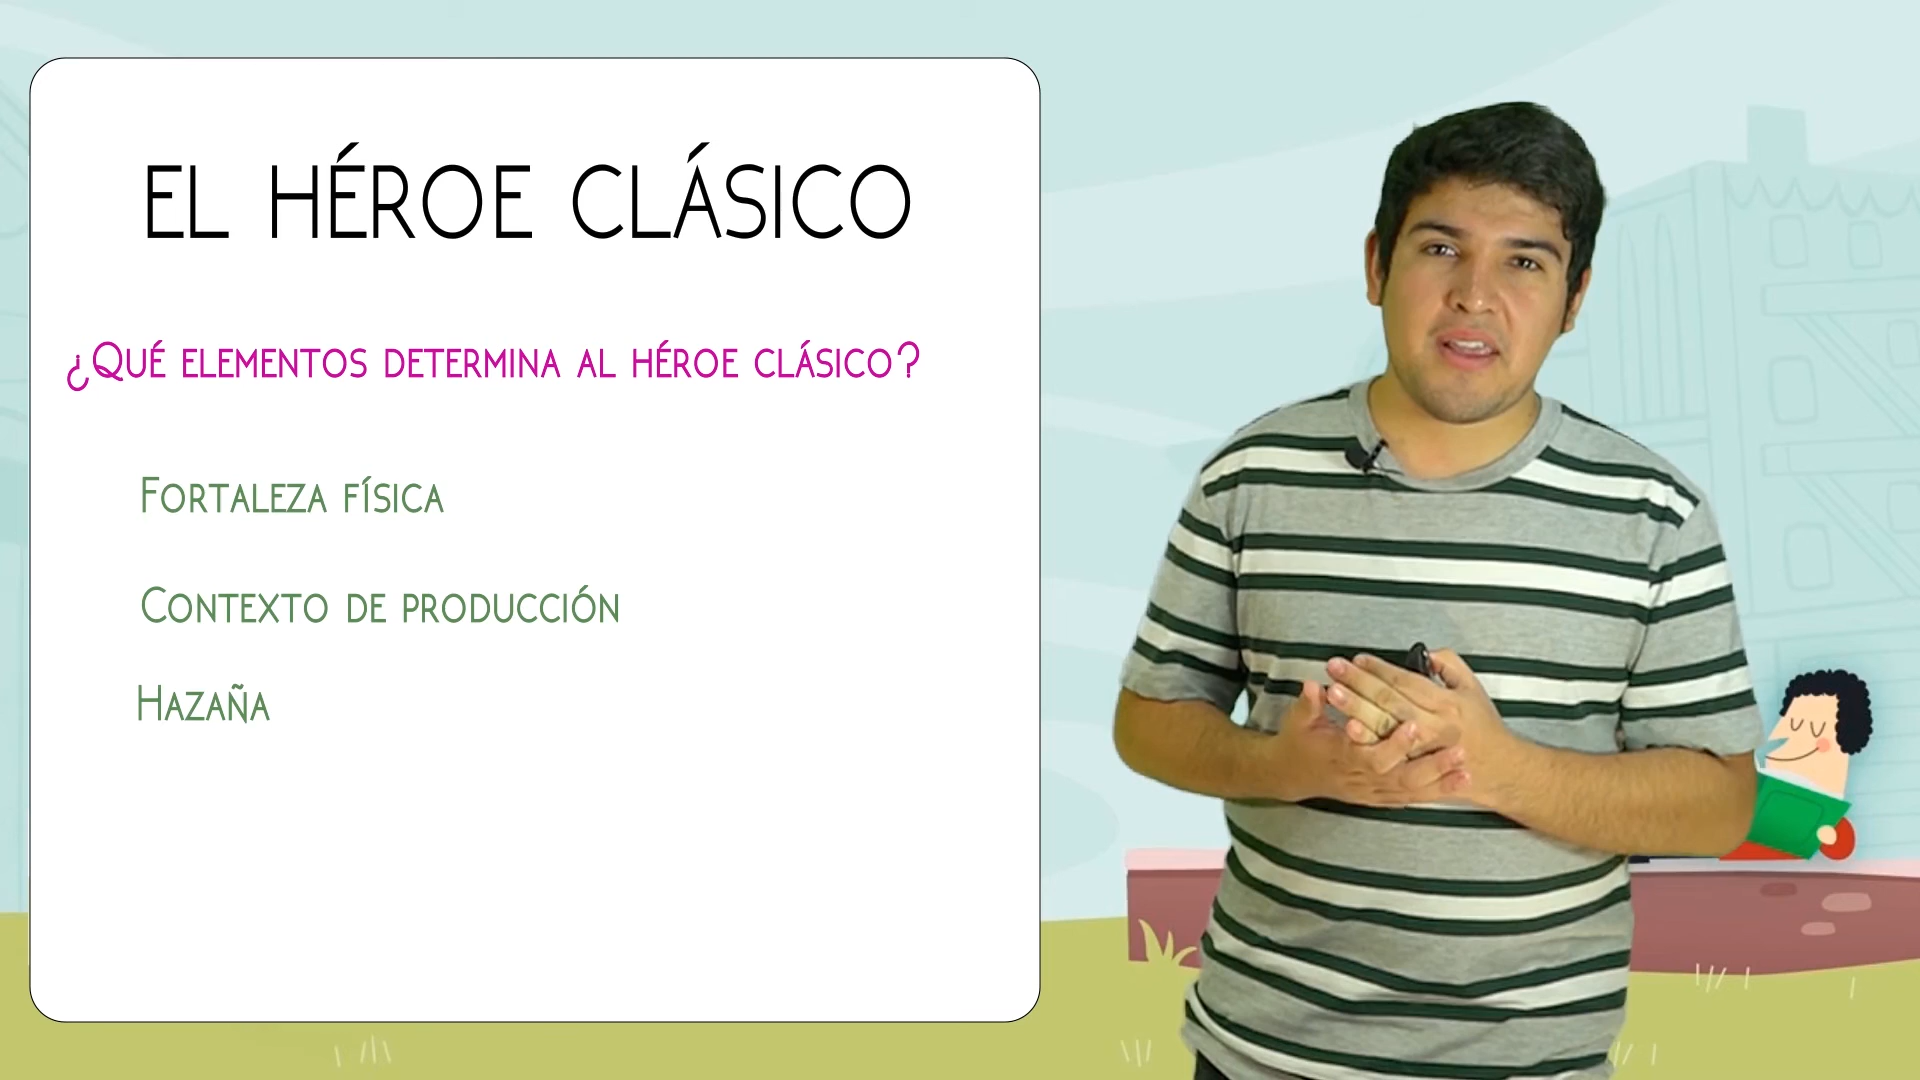 EL HÉROE CLÁSICO
¿Qué elementos determina al héroe clásico?
Fortaleza física
Contexto de producción
Hazaña